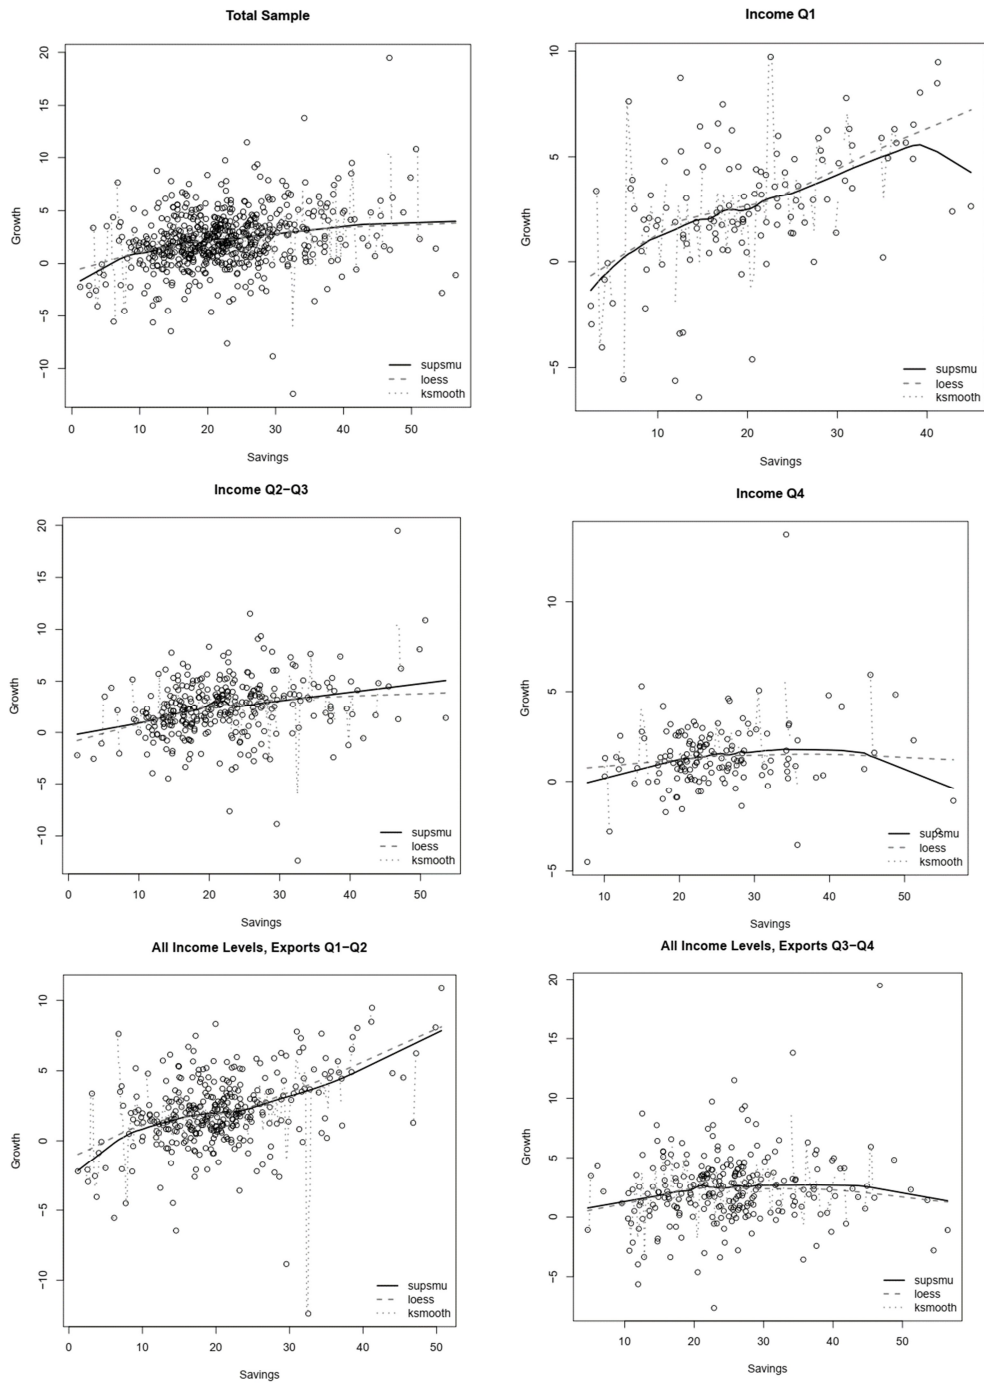 Total Sample
20
15
10
5
0
−5
−10
Growth
supsmu
loess
ksmooth
0 10 20 30 40 50
Savings
Income Q1
10
5
0
−5
Growth
supsmu
loess
ksmooth
10 20 30 40
Savings
Income Q2−Q3
20
15
10
5
0
−5
−10
Growth
supsmu
loess
ksmooth
0 10 20 30 40 50
Savings
Income Q4
10
5
0
−5
Growth
supsmu
loess
ksmooth
10 20 30 40 50
Savings
All Income Levels, Exports Q1−Q2
10
5
0
−5
−10
Growth
supsmu
loess
ksmooth
0 10 20 30 40 50
Savings
All Income Levels, Exports Q3−Q4
20
15
10
5
0
−5
Growth
supsmu
loess
ksmooth
10 20 30 40 50
Savings